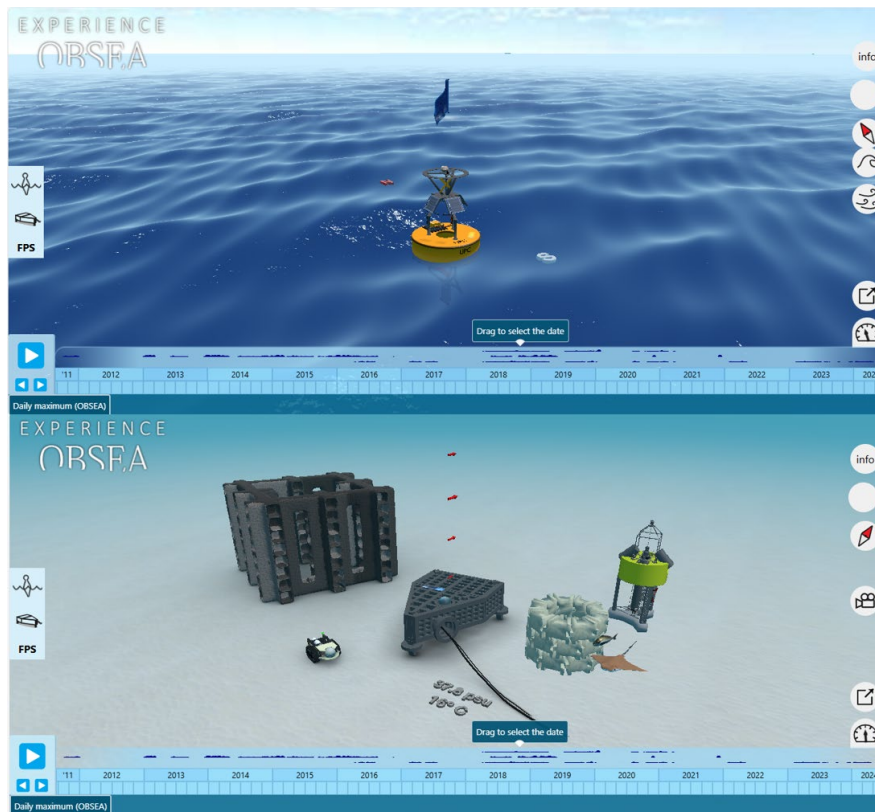 EXPERIENCE
OBSEA
info
FPS
Drag to select the date
'11 2012 2013 2014 2015 2016 2017 2018 2019 2020 2021 2022 2023 202
Daily maximum (OBSEA)
EXPERIENCE
OBSEA
info
FPS
37.8 psu
16°C
Drag to select the date
'11 2012 2013 2014 2015 2016 2017 2018 2019 2020 2021 2022 2023 2024
Daily maximum (OBSEA)